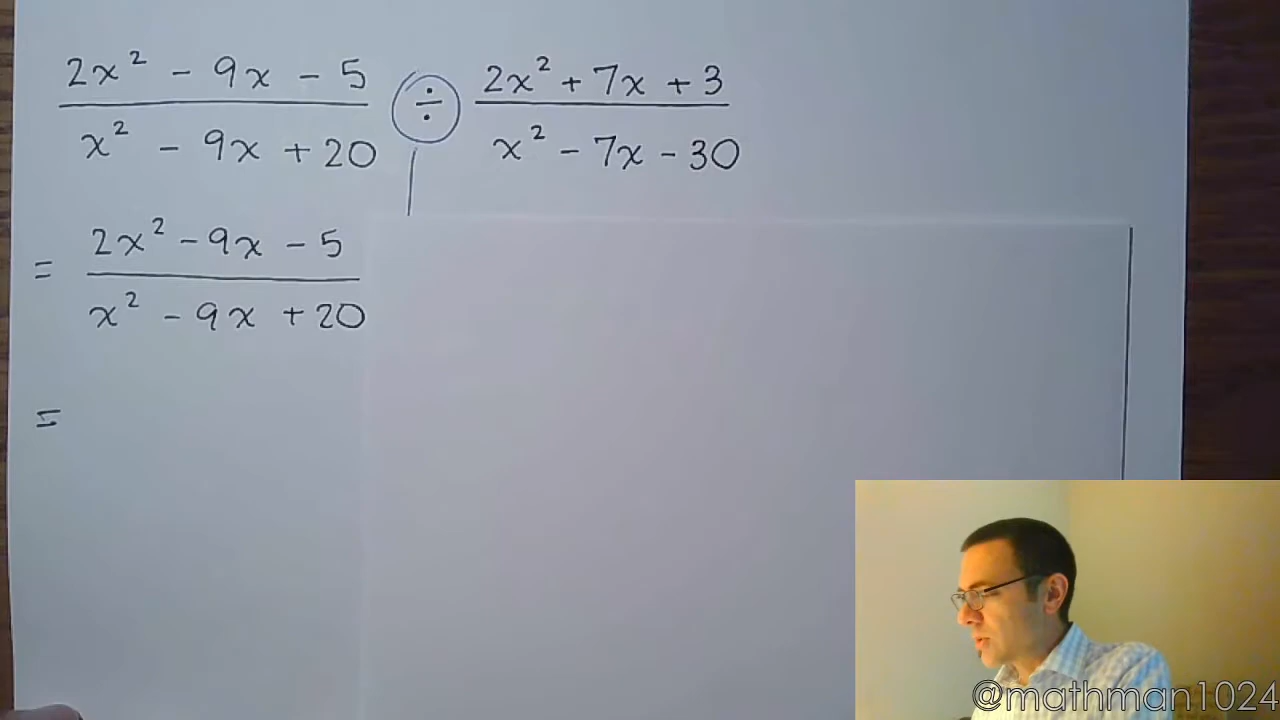 2x² - 9x - 5 ÷ 2x² + 7x + 3
x² - 9x + 20 x² - 7x - 30
= 2x² - 9x - 5
x² - 9x + 20
=
@mathman1024